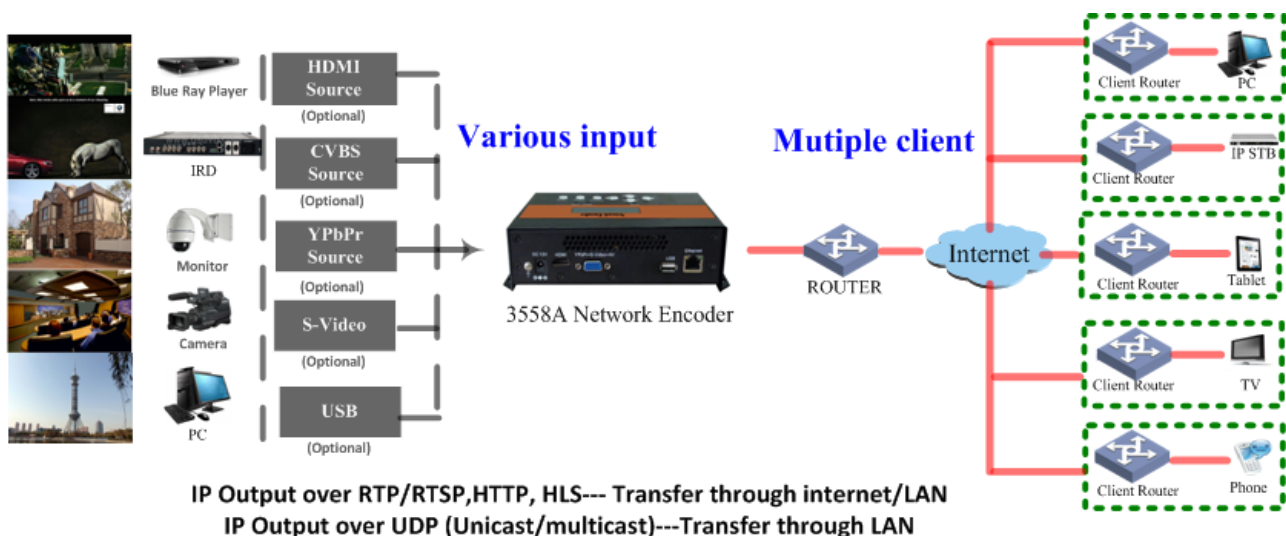 HDMI
Source
(Optional)
Blue Ray Player
CVBS
Source
(Optional)
IRD
YPbPr
Source
(Optional)
Monitor
S-Video
(Optional)
Camera
USB
(Optional)
PC
Various input
Ethernet
USB
HDMI
3558A Network Encoder
ROUTER
Mutiple client
Internet
Client Router
PC
Client Router
IP STB
Client Router
Tablet
Client Router
TV
Client Router
Phone
IP Output over RTP/RTSP,HTTP, HLS--- Transfer through internet/LAN
IP Output over UDP (Unicast/multicast)---Transfer through LAN